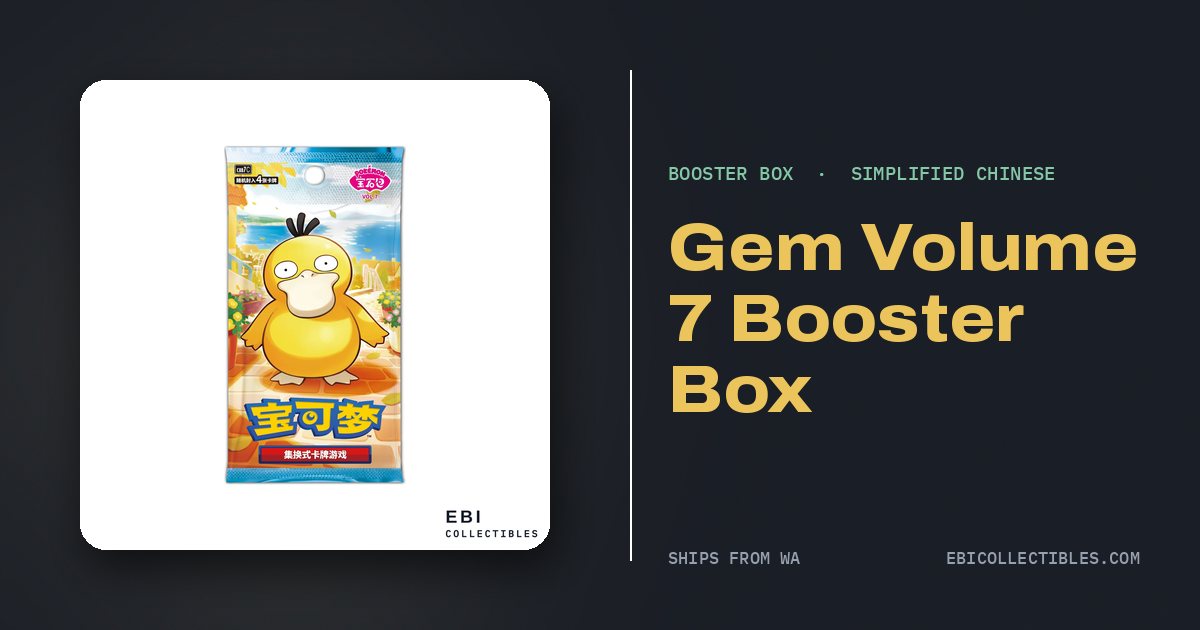 随机封入4张卡牌
POKÉMON
宝石包
VOL.7
宝可梦
集换式卡牌游戏
EBI
COLLECTIBLES
BOOSTER BOX · SIMPLIFIED CHINESE
Gem Volume
7 Booster
Box
SHIPS FROM WA
EBICOLLECTIBLES.COM